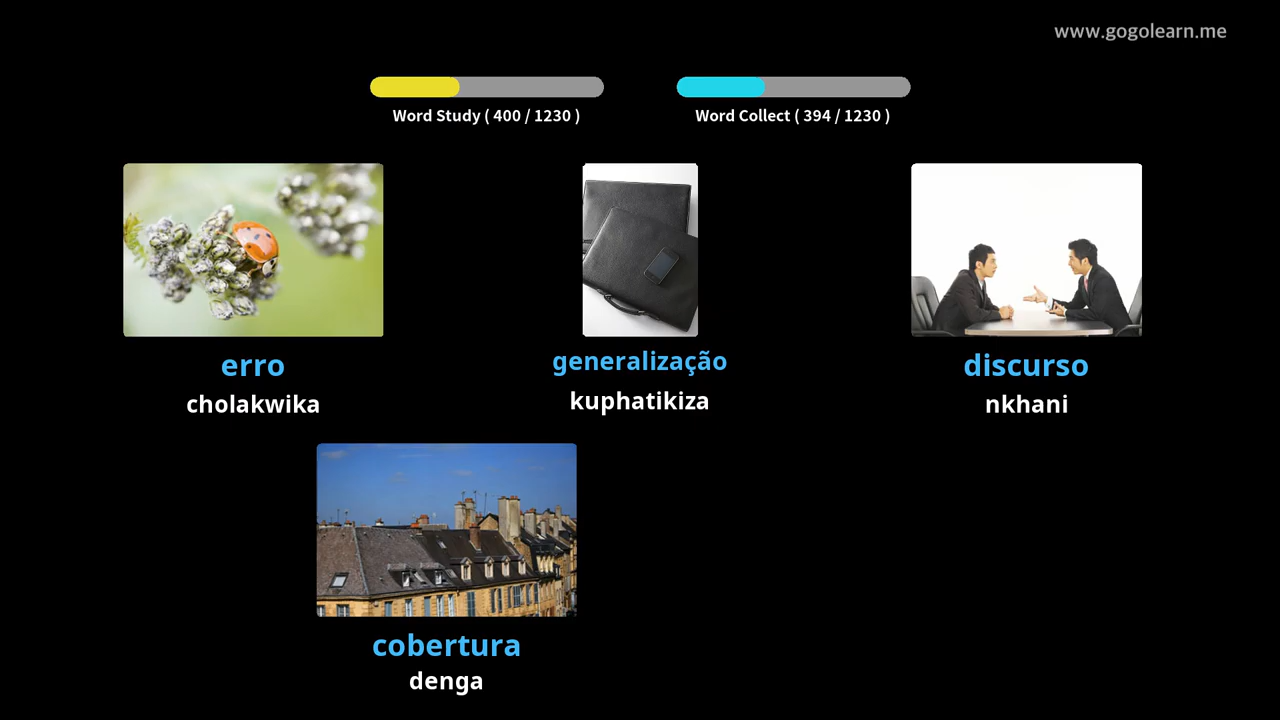 www.gogolearn.me
Word Study ( 400 / 1230 )
Word Collect ( 394 / 1230 )
erro
cholakwika
generalização
kuphatikiza
discurso
nkhani
cobertura
denga